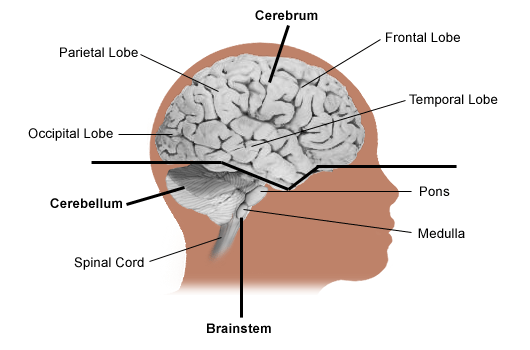 Cerebrum
Frontal Lobe
Parietal Lobe
Temporal Lobe
Occipital Lobe
Pons
Cerebellum
Medulla
Spinal Cord
Brainstem